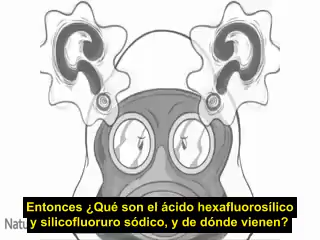 Entonces ¿Qué son el ácido hexafluorosílico
y silicofluoruro sódico, y de dónde vienen?